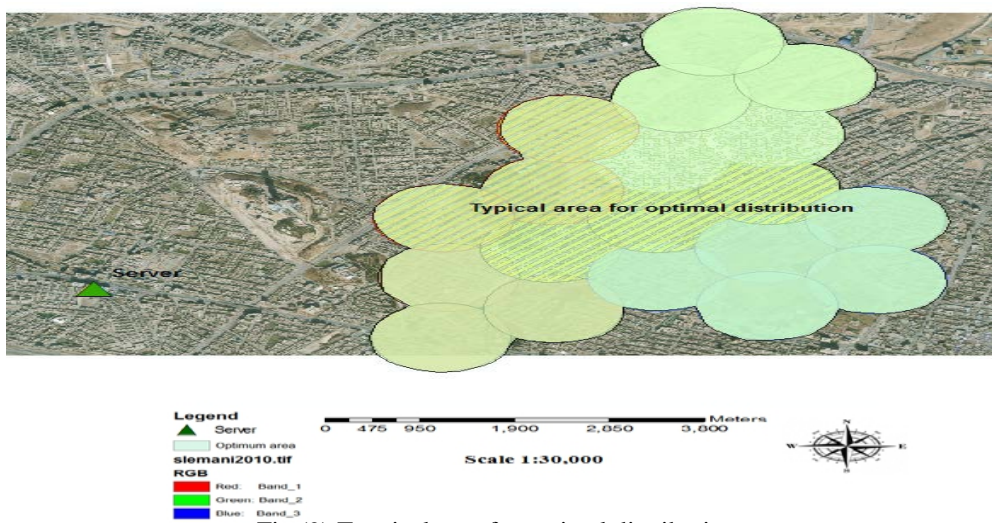 Typical area for optimal distribution
Server
Legend
Server
Optimum area
slemani2010.tif
RGB
Red: Band_1
Green: Band_2
Blue: Band_3
0 475 950 1,900 2,850 3,800 Meters
Scale 1:30,000
N
W E
S